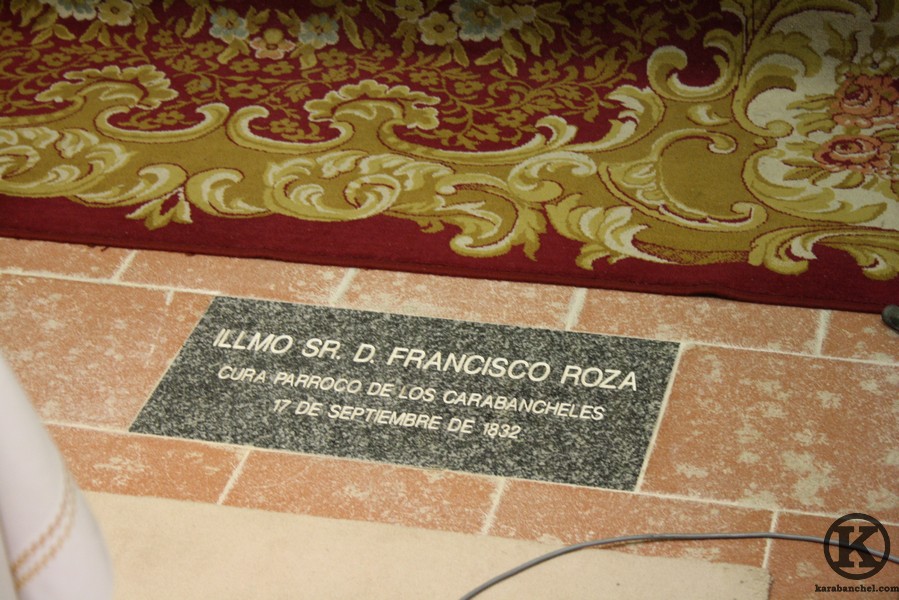 ILLMO SR. D. FRANCISCO ROZA
CURA PARROCO DE LOS CARABANCHELES
17 DE SEPTIEMBRE DE 1832
K
karabanchel.com